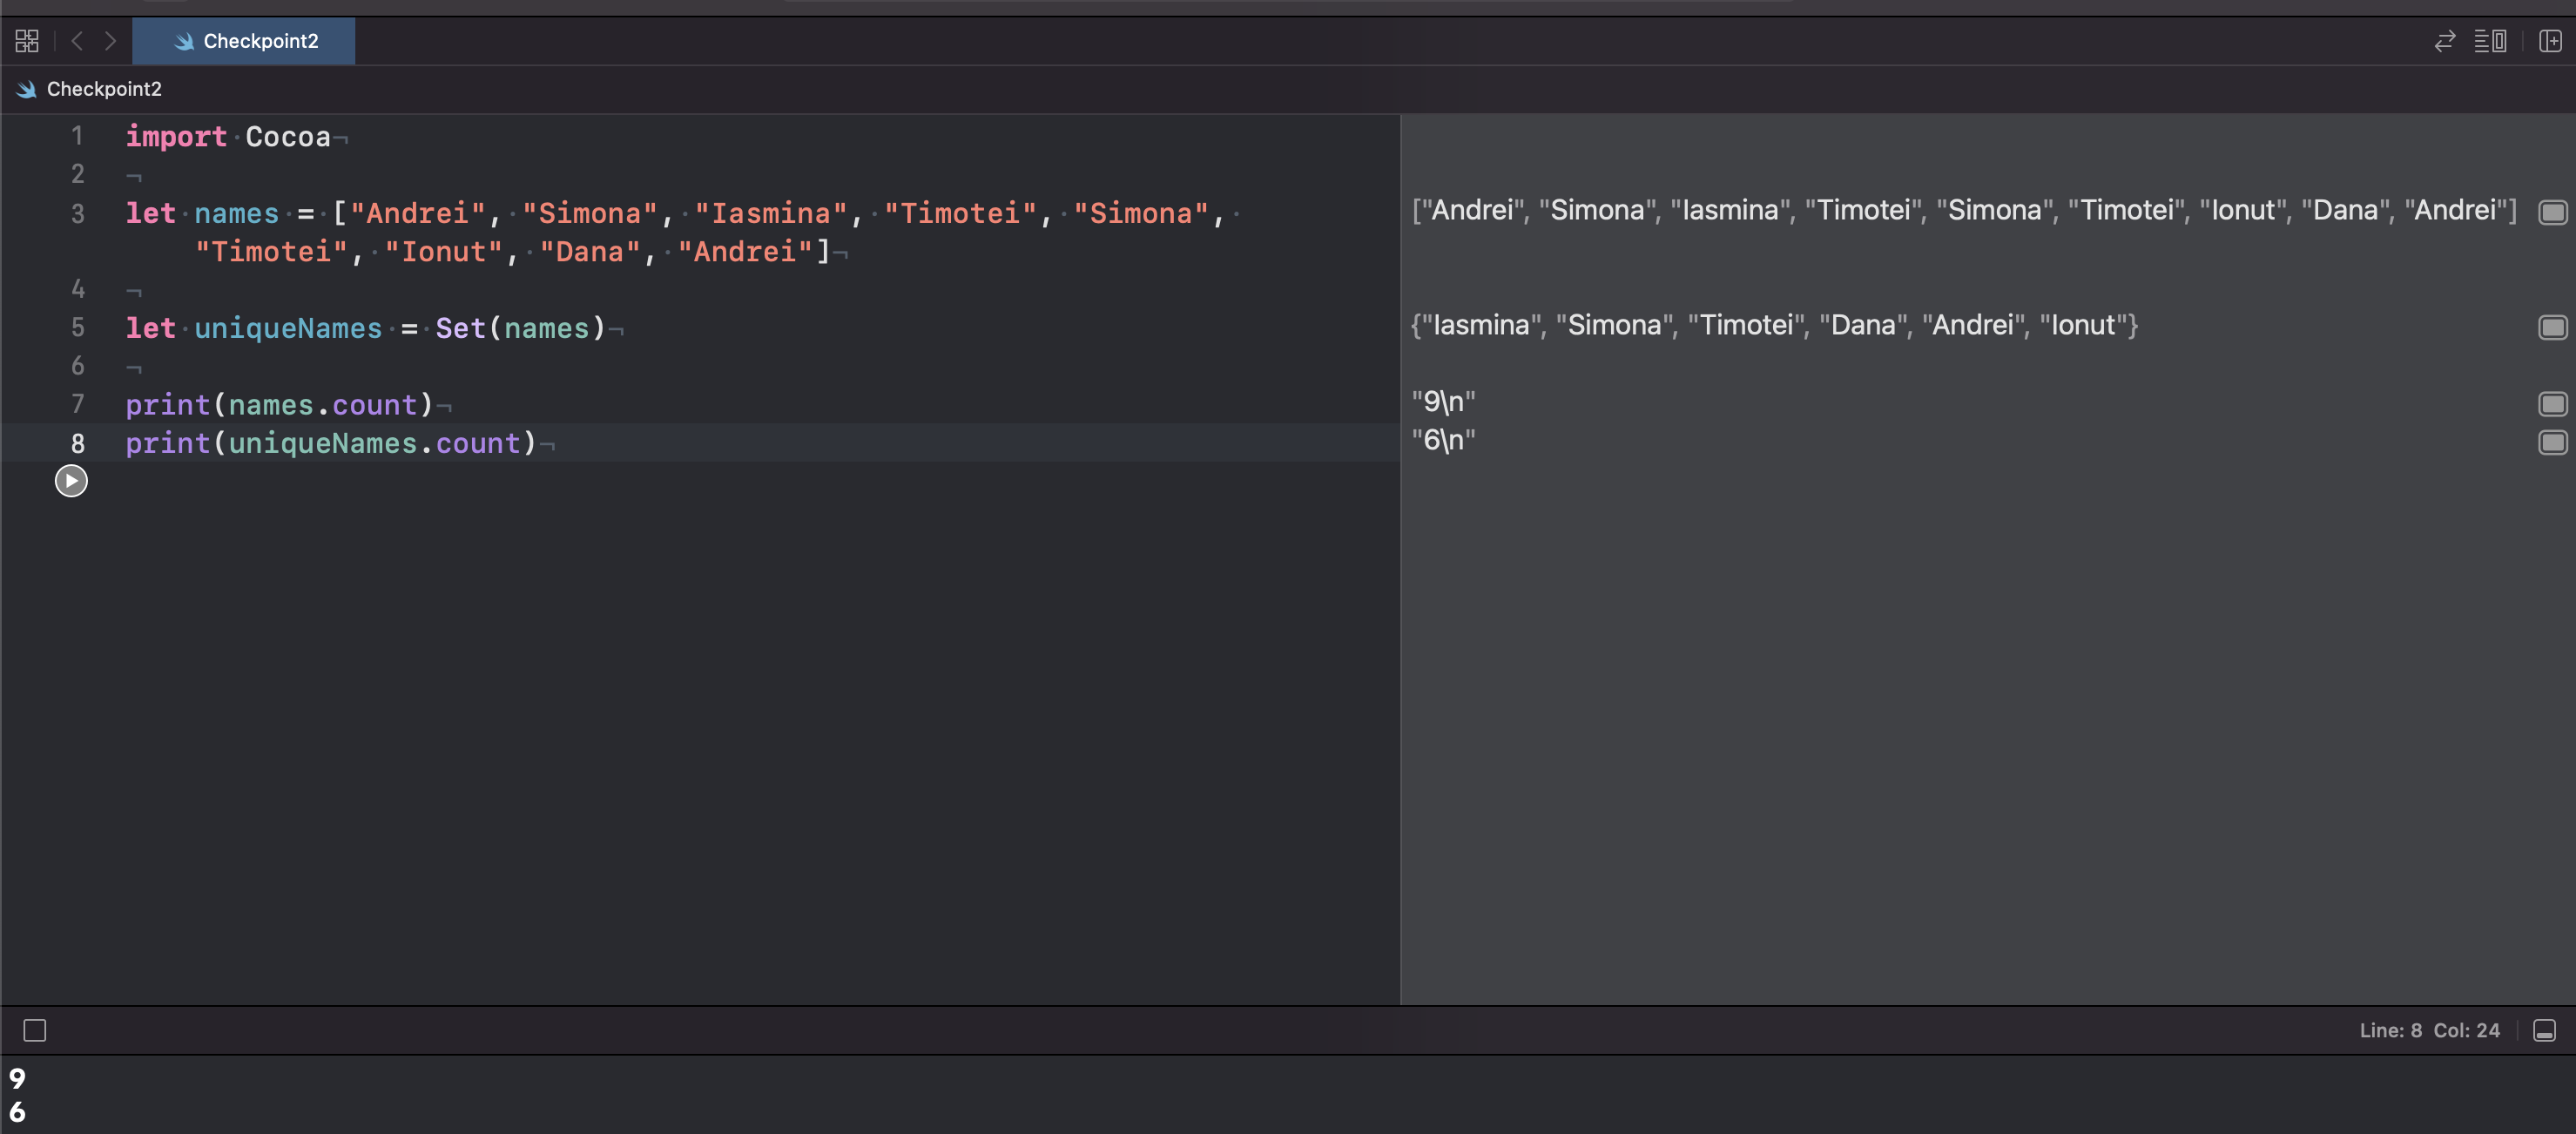 Checkpoint2
Checkpoint2
1 import Cocoa
2
3 let names = ["Andrei", "Simona", "Iasmina", "Timotei", "Simona",
"Timotei", "Ionut", "Dana", "Andrei"]
["Andrei", "Simona", "Iasmina", "Timotei", "Simona", "Timotei", "Ionut", "Dana", "Andrei"]
4
5 let uniqueNames = Set(names)
{"Iasmina", "Simona", "Timotei", "Dana", "Andrei", "Ionut"}
6
7 print(names.count)
"9\n"
8 print(uniqueNames.count)
"6\n"
Line: 8 Col: 24
9
6